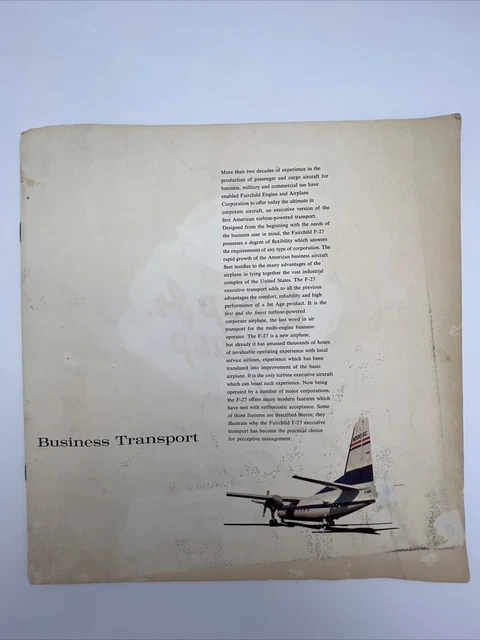 More than two decades of experience in the
production of passenger and cargo aircraft for
business, military and commercial use have
enabled Fairchild Engine and Airplane
Corporation to offer today the ultimate in
corporate aircraft, an executive version of the
first American turbine-powered transport.
Designed from the beginning with the needs of
the business user in mind, the Fairchild F-27
possesses a degree of flexibility which answers
the requirements of any type of corporation. The
rapid growth of the American business aircraft
fleet testifies to the many advantages of the
airplane in tying together the vast industrial
complex of the United States. The F-27
executive transport adds to all the previous
advantages the comfort, reliability and high
performance of a Jet Age product. It is the
first and the finest turbine-powered
corporate airplane, the last word in air
transport for the multi-engine business
operator. The F-27 is a new airplane,
but already it has amassed thousands of hours
of invaluable operating experience with local
service airlines, experience which has been
translated into improvement of the basic
airplane. It is the only turbine executive aircraft
which can boast such experience. Now being
operated by a number of major corporations,
the F-27 offers many modern features which
have met with enthusiastic acceptance. Some
of those features are described herein; they
illustrate why the Fairchild F-27 executive
transport has become the practical choice
for perceptive management.
Business Transport